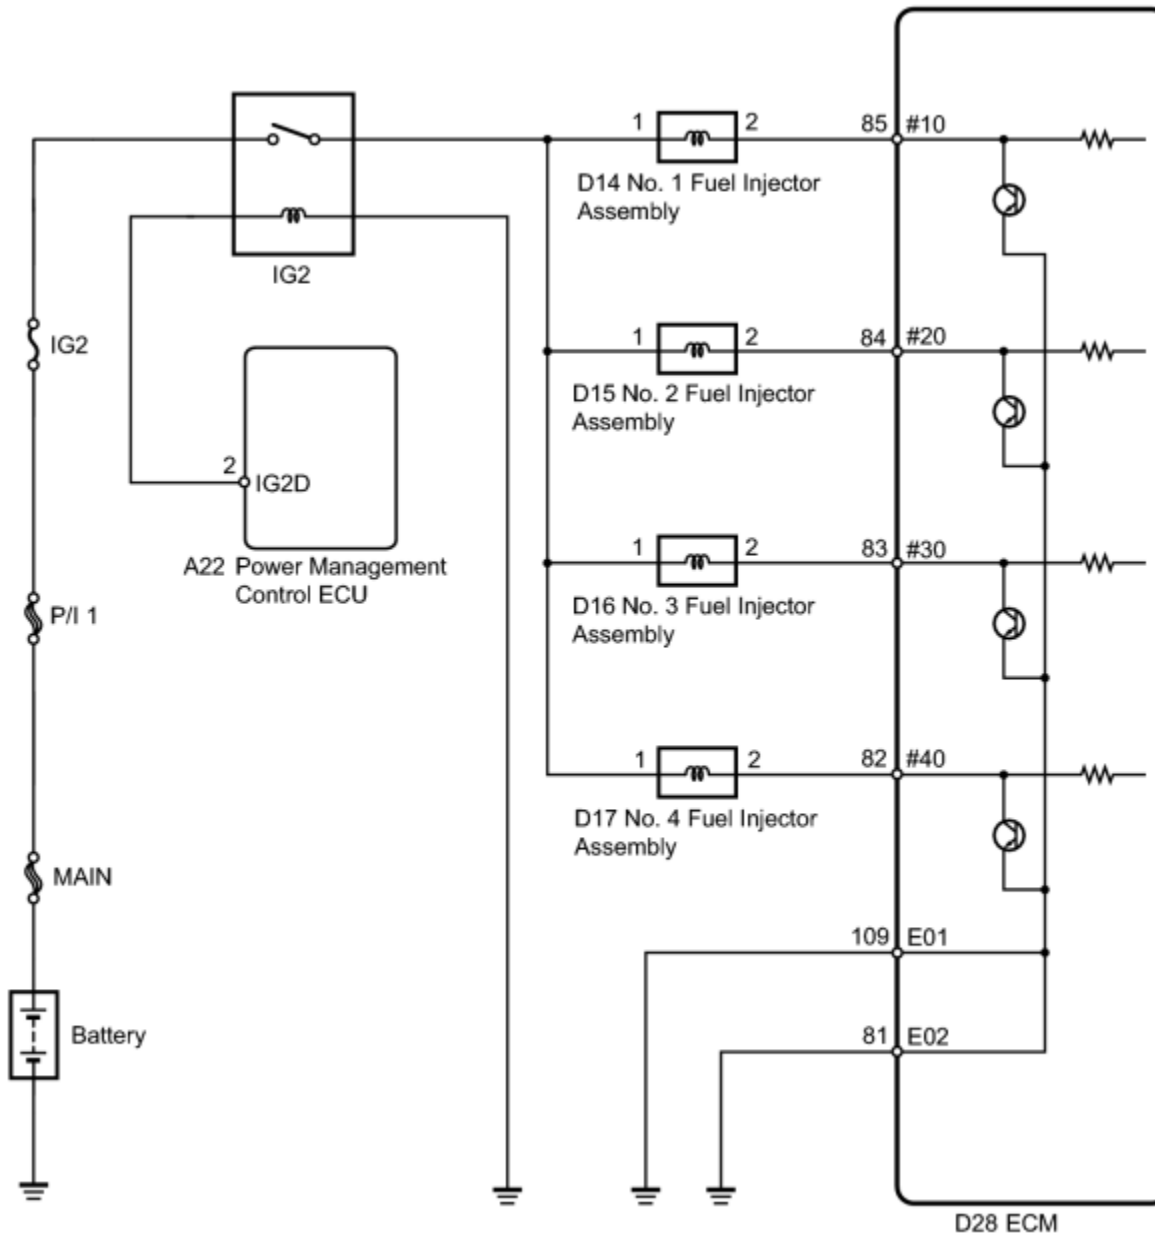 1 2 85 #10
D14 No. 1 Fuel Injector
Assembly
IG2
IG2
1 2 84 #20
D15 No. 2 Fuel Injector
Assembly
2 IG2D
A22 Power Management
Control ECU
1 2 83 #30
D16 No. 3 Fuel Injector
Assembly
P/I 1
1 2 82 #40
D17 No. 4 Fuel Injector
Assembly
MAIN
109 E01
Battery
81 E02
D28 ECM